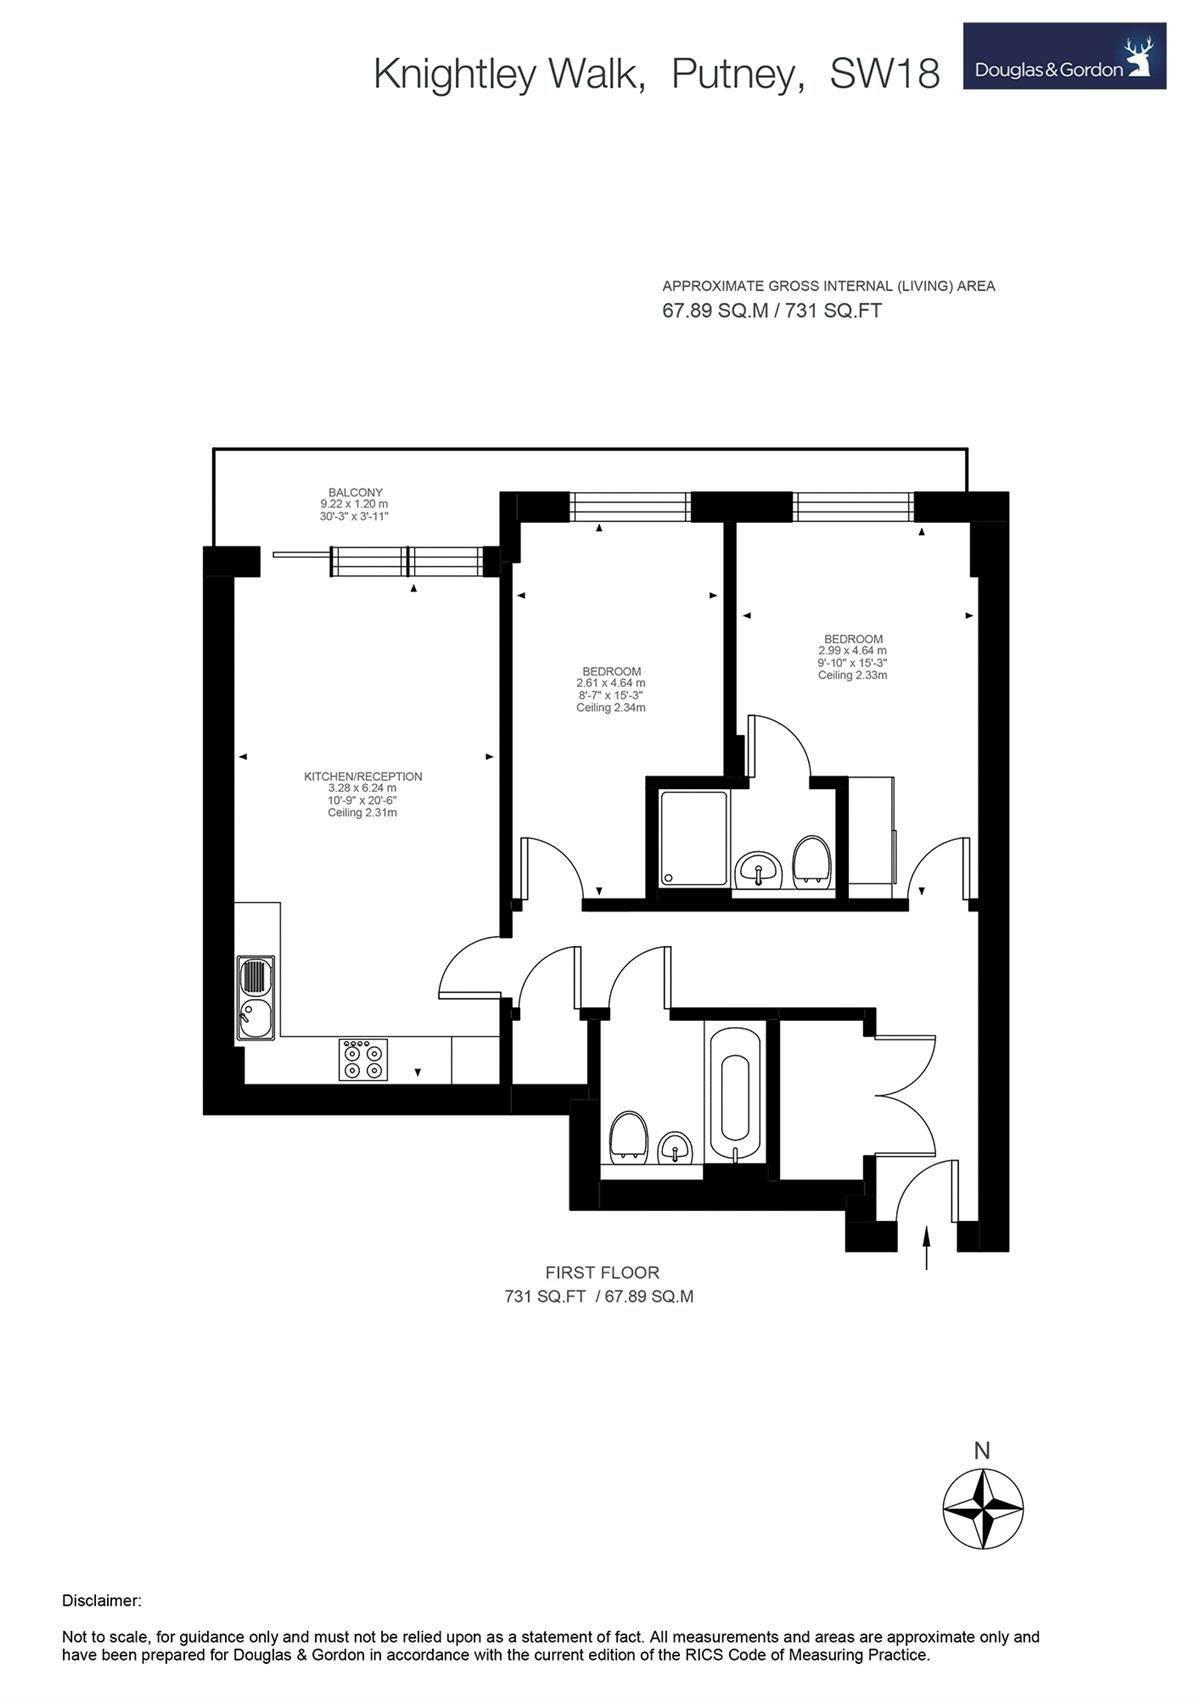 Knightley Walk, Putney, SW18
Douglas & Gordon
APPROXIMATE GROSS INTERNAL (LIVING) AREA
67.89 SQ.M / 731 SQ.FT
BALCONY
9.22 x 1.20 m
30'-3" x 3'-11"
BEDROOM
2.99 x 4.64 m
9'-10" x 15'-3"
Ceiling 2.33m
BEDROOM
2.61 x 4.64 m
8'-7" x 15'-3"
Ceiling 2.34m
KITCHEN/RECEPTION
3.28 x 6.24 m
10'-9" x 20'-6"
Ceiling 2.31m
FIRST FLOOR
731 SQ.FT / 67.89 SQ.M
N
Disclaimer:
Not to scale, for guidance only and must not be relied upon as a statement of fact. All measurements and areas are approximate only and
have been prepared for Douglas & Gordon in accordance with the current edition of the RICS Code of Measuring Practice.